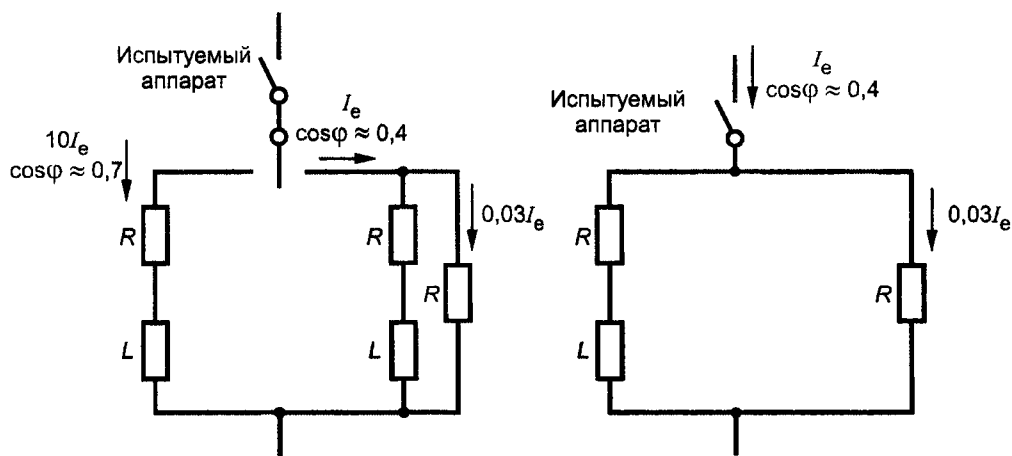 Испытуемый
аппарат
I_e
cosφ ≈ 0,4
10I_e
cosφ ≈ 0,7
0,03I_e
R
R
R
L
L
I_e
cosφ ≈ 0,4
Испытуемый
аппарат
0,03I_e
R
R
L